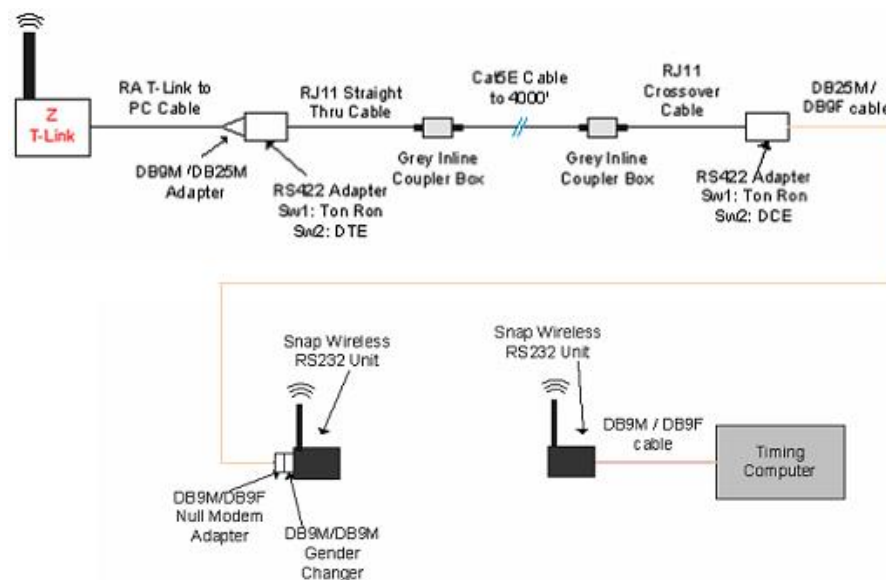 Z
T-Link
RA T-Link to
PC Cable
DB9M /DB25M
Adapter
RS422 Adapter
Sw1: Ton Ron
Sw2: DTE
RJ11 Straight
Thru Cable
Grey Inline
Coupler Box
Cat5E Cable
to 4000'
Grey Inline
Coupler Box
RJ11
Crossover
Cable
RS422 Adapter
Sw1: Ton Ron
Sw2: DCE
DB25M/
DB9F cable
Snap Wireless
RS232 Unit
DB9M/DB9F
Null Modem
Adapter
DB9M/DB9M
Gender
Changer
Snap Wireless
RS232 Unit
DB9M / DB9F
cable
Timing
Computer